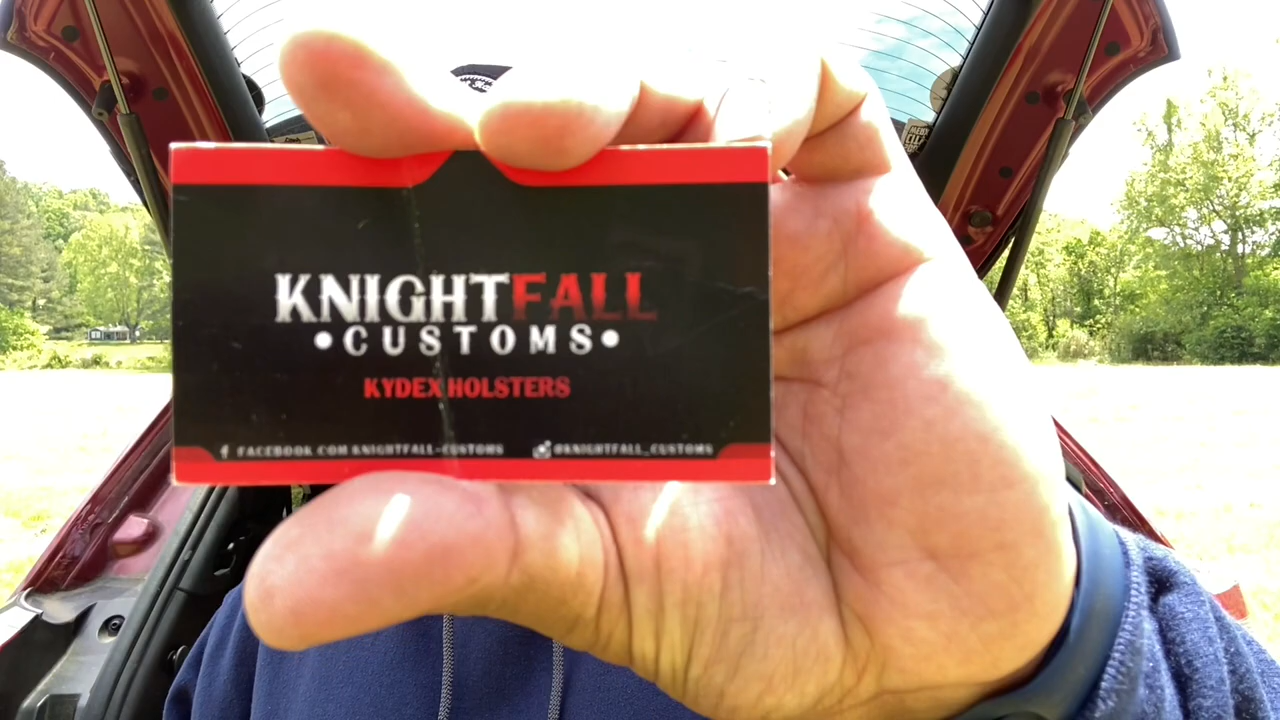 KNIGHTFALL
•CUSTOMS•
KYDEX HOLSTERS
FACEBOOK.COM KNIGHTFALL-CUSTOMS @KNIGHTFALL_CUSTOMS